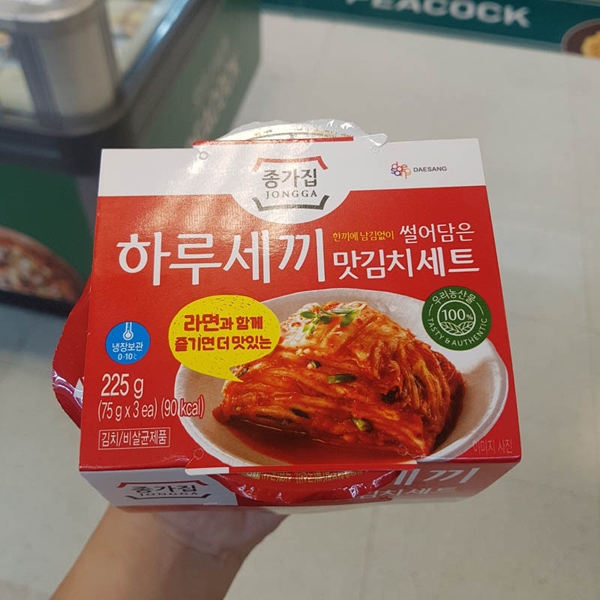 PEACOCK
종가집
JONGGA
DAESANG
하루세끼
한끼에 남김없이 썰어담은
맛김치세트
우리농산물
100%
TASTY & AUTHENTIC
라면과 함께
즐기면 더 맛있는
냉장보관
0-10℃
225 g
(75 g x 3 ea) (90 kcal)
김치/비살균제품
이미지 사진
종가집
JONGGA
세끼
맛김치세트